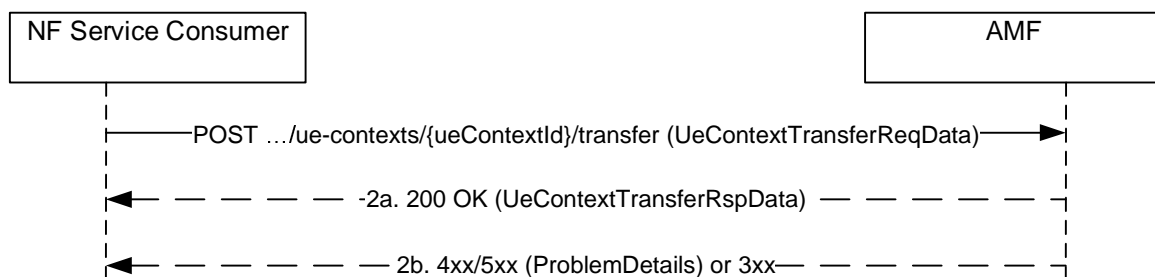 NF Service Consumer
AMF
POST …/ue-contexts/{ueContextId}/transfer (UeContextTransferReqData)
2a. 200 OK (UeContextTransferRspData)
2b. 4xx/5xx (ProblemDetails) or 3xx